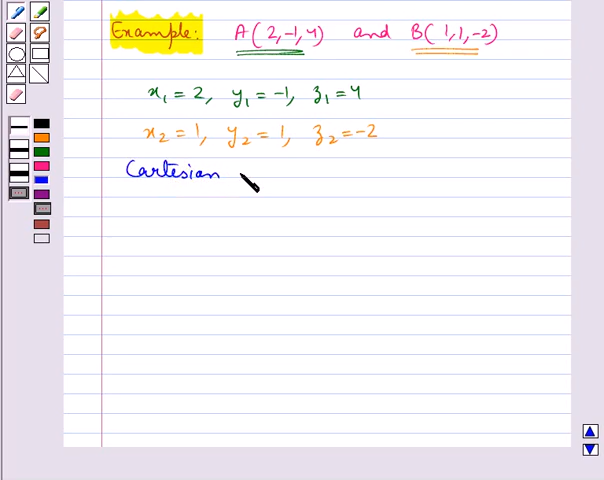 Example: A(2,-1,4) and B(1,1,-2)
x₁ = 2, y₁ = -1, z₁ = 4
x₂ = 1, y₂ = 1, z₂ = -2
Cartesian